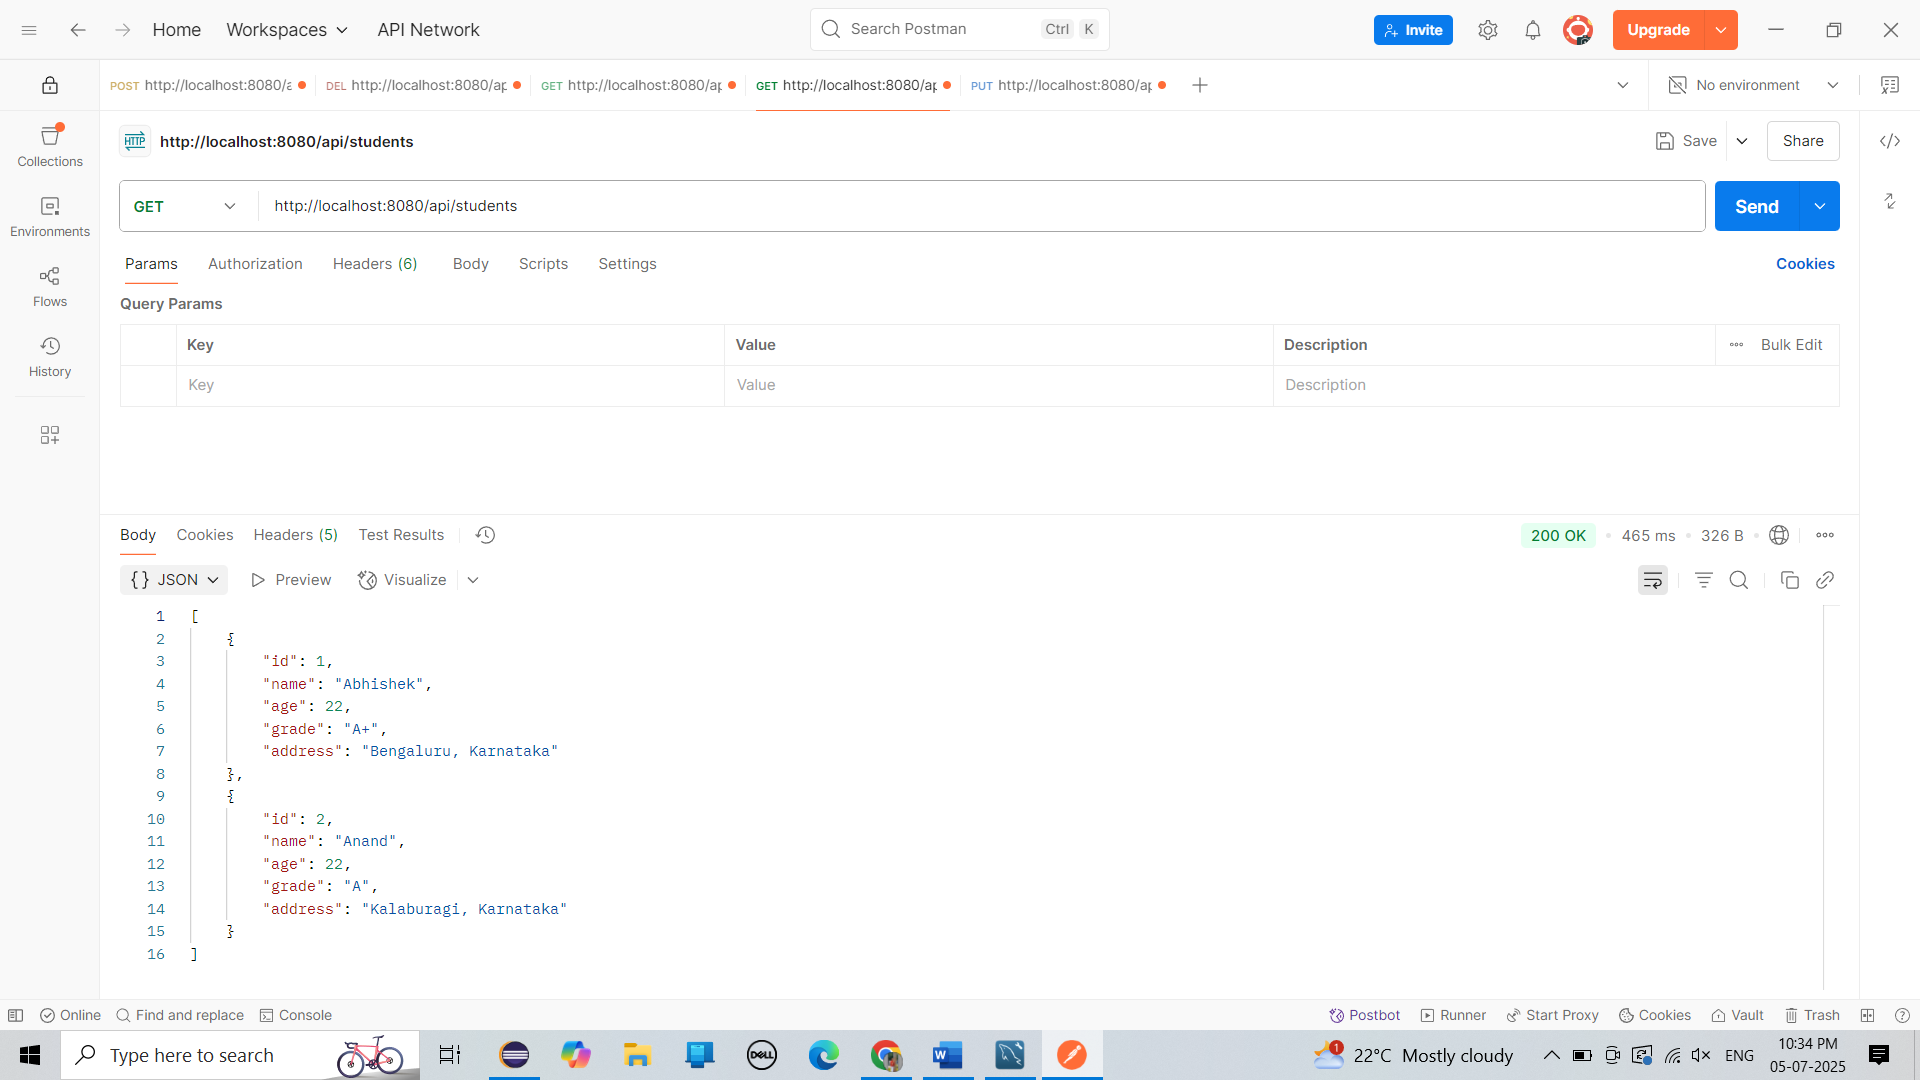 Home Workspaces API Network Search Postman Ctrl K Invite Upgrade
POST http://localhost:8080/a DEL http://localhost:8080/ap GET http://localhost:8080/ap GET http://localhost:8080/ap PUT http://localhost:8080/ap No environment
Collections
Environments
Flows
History
HTTP http://localhost:8080/api/students Save Share
GET http://localhost:8080/api/students Send
Params Authorization Headers (6) Body Scripts Settings Cookies
Query Params
Key Value Description Bulk Edit
Key Value Description
Body Cookies Headers (5) Test Results 200 OK 465 ms 326 B
{} JSON Preview Visualize
1 [
2 {
3 "id": 1,
4 "name": "Abhishek",
5 "age": 22,
6 "grade": "A+",
7 "address": "Bengaluru, Karnataka"
8 },
9 {
10 "id": 2,
11 "name": "Anand",
12 "age": 22,
13 "grade": "A",
14 "address": "Kalaburagi, Karnataka"
15 }
16 ]
Online Find and replace Console Postbot Runner Start Proxy Cookies Vault Trash
Type here to search DELL W 1 22°C Mostly cloudy ENG 10:34 PM
05-07-2025